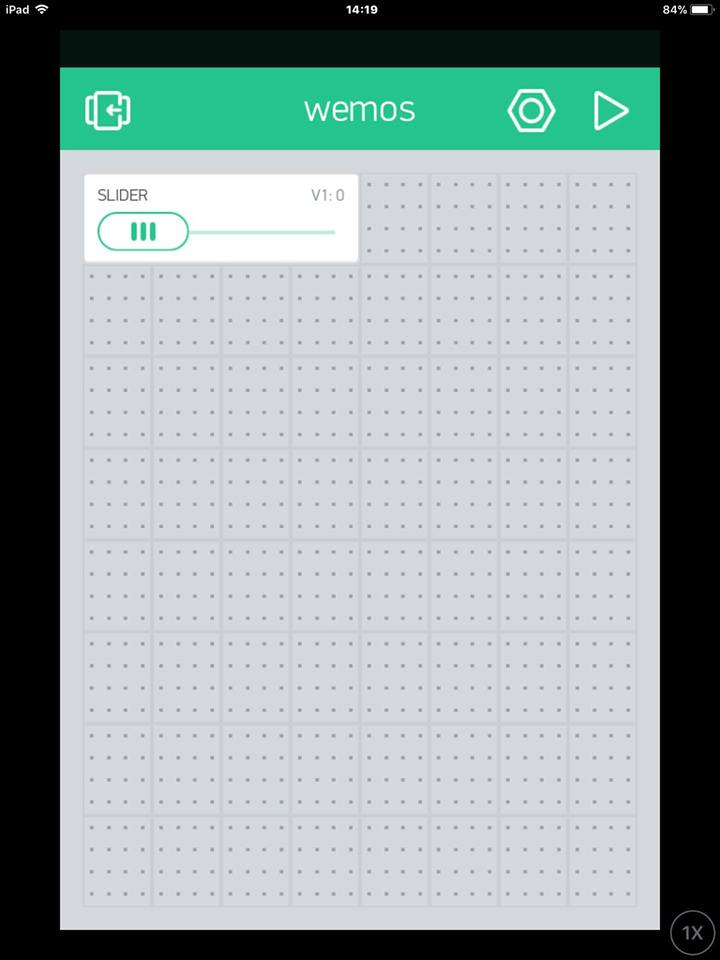 iPad 14:19 84%
wemos
SLIDER V1: 0
1X